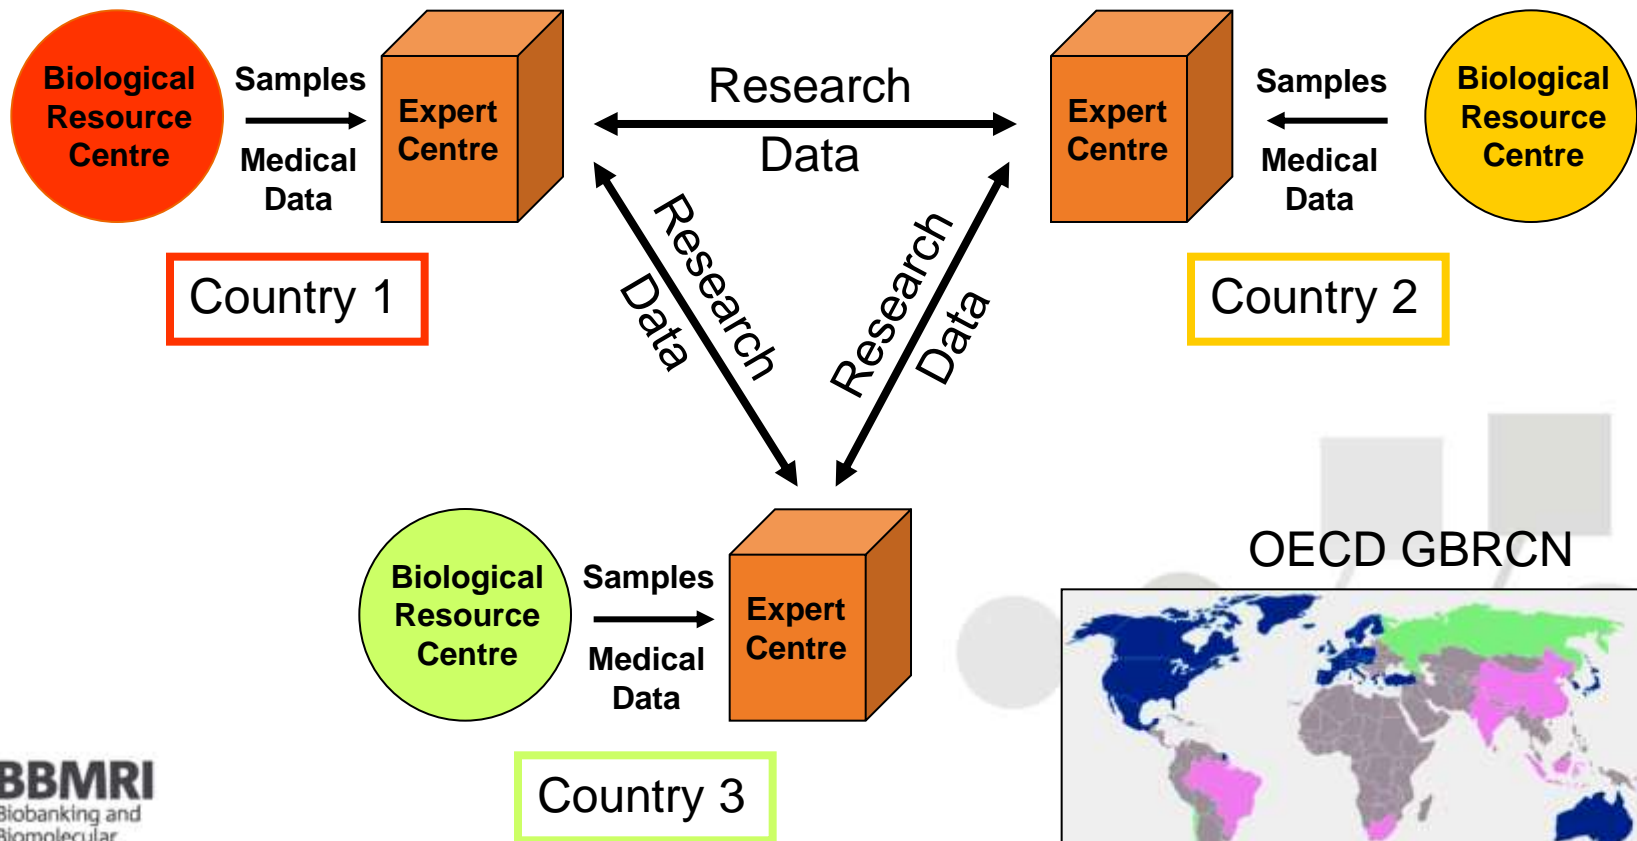 Biological
Resource
Centre
Samples
Medical
Data
Expert
Centre
Research
Data
Expert
Centre
Samples
Medical
Data
Biological
Resource
Centre
Country 1
Research
Data
Research
Data
Country 2
Biological
Resource
Centre
Samples
Medical
Data
Expert
Centre
Country 3
OECD GBRCN
BBMRI
Biobanking and
Biomolecular